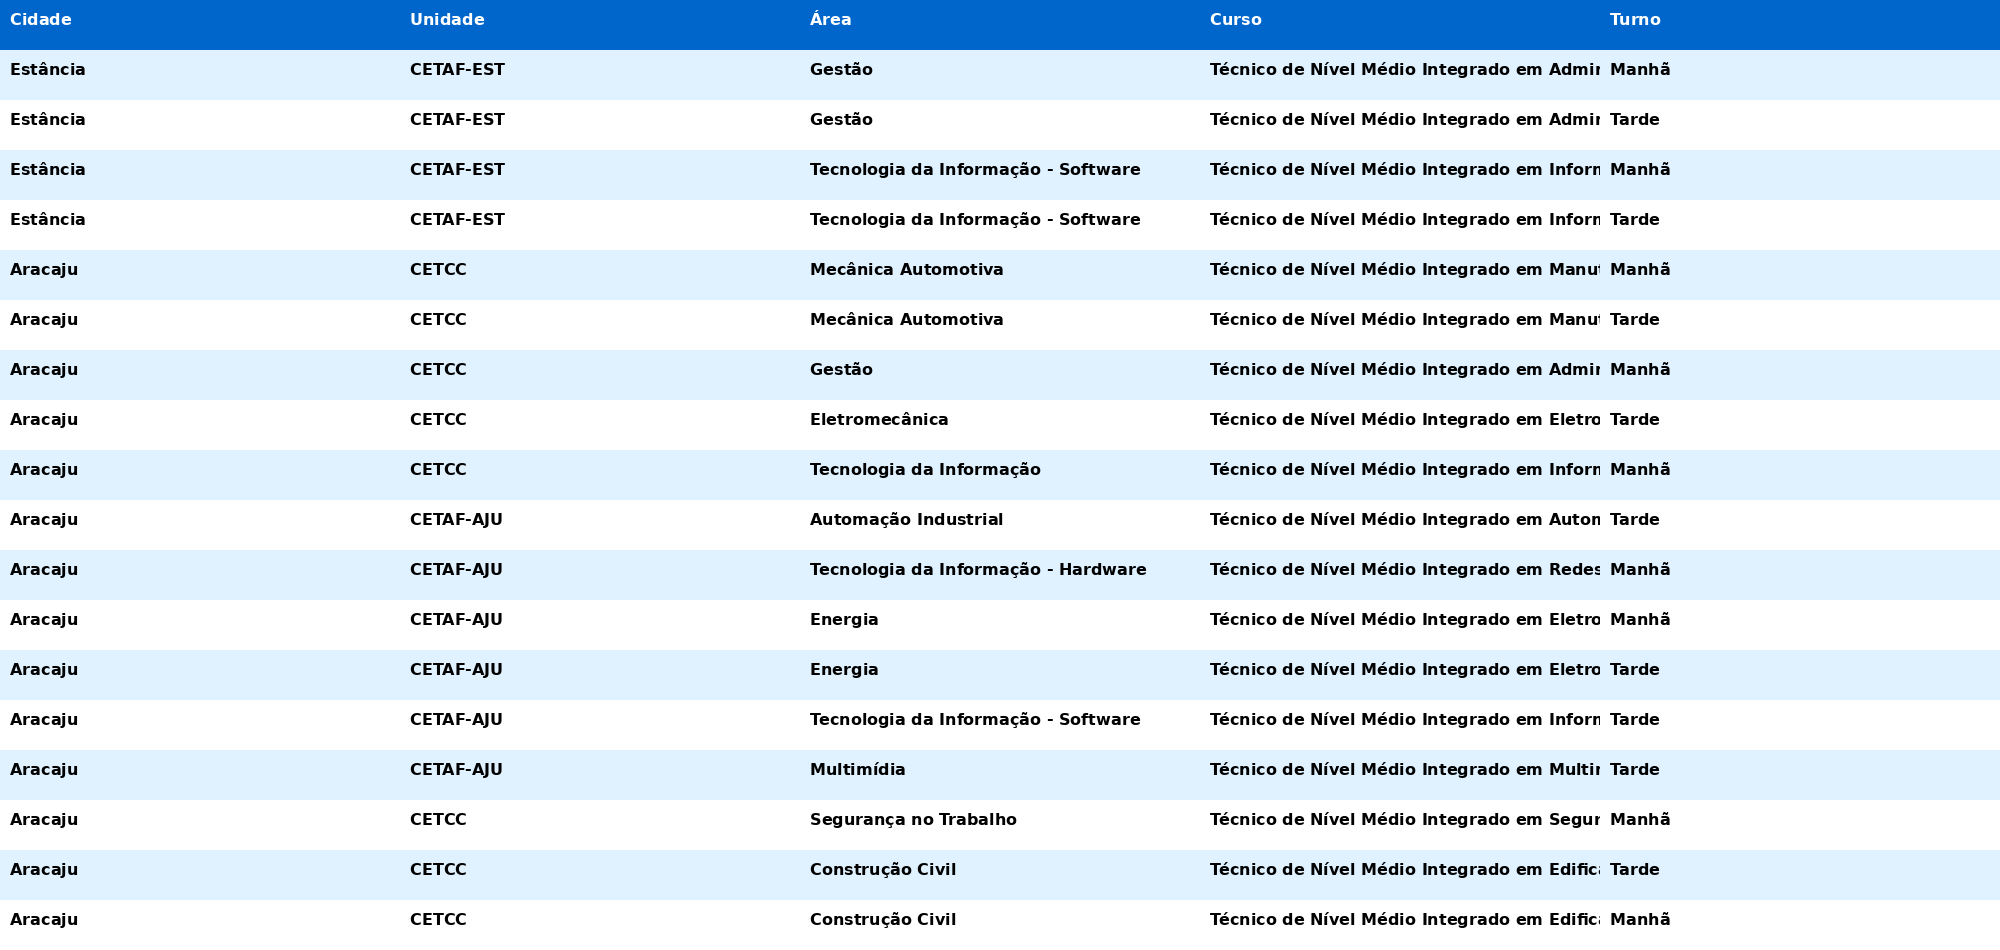 Cidade Unidade Área Curso Turno
Estância CETAF-EST Gestão Técnico de Nível Médio Integrado em Admin Manhã
Estância CETAF-EST Gestão Técnico de Nível Médio Integrado em Admin Tarde
Estância CETAF-EST Tecnologia da Informação - Software Técnico de Nível Médio Integrado em Inform Manhã
Estância CETAF-EST Tecnologia da Informação - Software Técnico de Nível Médio Integrado em Inform Tarde
Aracaju CETCC Mecânica Automotiva Técnico de Nível Médio Integrado em Manut Manhã
Aracaju CETCC Mecânica Automotiva Técnico de Nível Médio Integrado em Manut Tarde
Aracaju CETCC Gestão Técnico de Nível Médio Integrado em Admin Manhã
Aracaju CETCC Eletromecânica Técnico de Nível Médio Integrado em Eletro Tarde
Aracaju CETCC Tecnologia da Informação Técnico de Nível Médio Integrado em Inform Manhã
Aracaju CETAF-AJU Automação Industrial Técnico de Nível Médio Integrado em Autom Tarde
Aracaju CETAF-AJU Tecnologia da Informação - Hardware Técnico de Nível Médio Integrado em Redes Manhã
Aracaju CETAF-AJU Energia Técnico de Nível Médio Integrado em Eletro Manhã
Aracaju CETAF-AJU Energia Técnico de Nível Médio Integrado em Eletro Tarde
Aracaju CETAF-AJU Tecnologia da Informação - Software Técnico de Nível Médio Integrado em Inform Tarde
Aracaju CETAF-AJU Multimídia Técnico de Nível Médio Integrado em Multim Tarde
Aracaju CETCC Segurança no Trabalho Técnico de Nível Médio Integrado em Segur Manhã
Aracaju CETCC Construção Civil Técnico de Nível Médio Integrado em Edifica Tarde
Aracaju CETCC Construção Civil Técnico de Nível Médio Integrado em Edifica Manhã